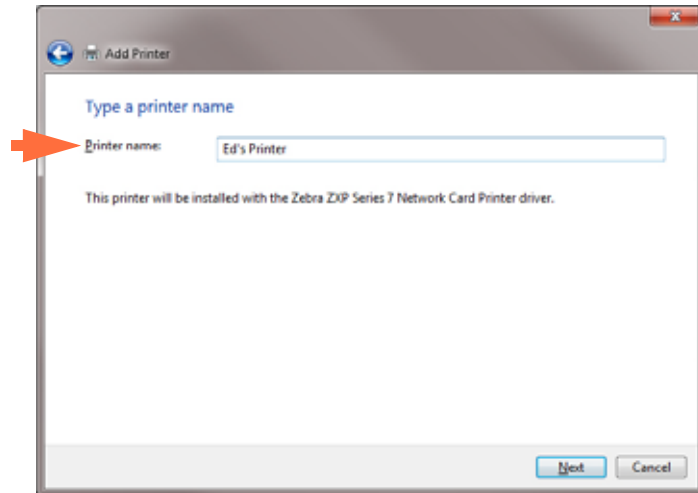 Add Printer
Type a printer name
Printer name: Ed's Printer
This printer will be installed with the Zebra ZXP Series 7 Network Card Printer driver.
Next Cancel